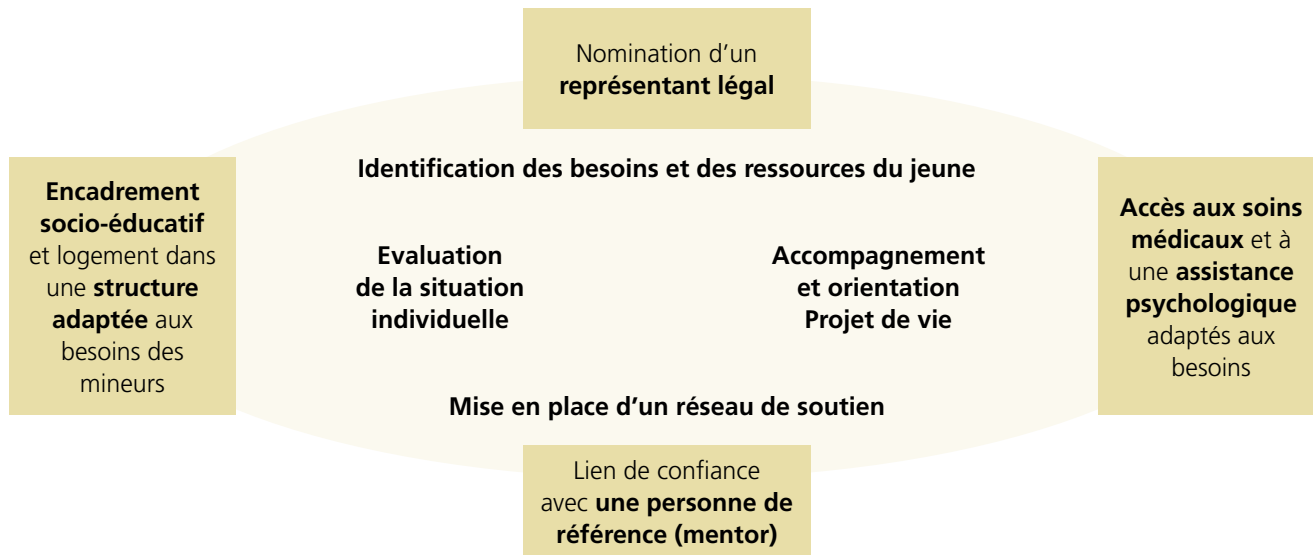 Nomination d’un
représentant légal
Identification des besoins et des ressources du jeune
Encadrement
socio-éducatif
et logement dans
une structure
adaptée aux
besoins des
mineurs
Evaluation
de la situation
individuelle
Accompagnement
et orientation
Projet de vie
Accès aux soins
médicaux et à
une assistance
psychologique
adaptés aux
besoins
Mise en place d’un réseau de soutien
Lien de confiance
avec une personne de
référence (mentor)